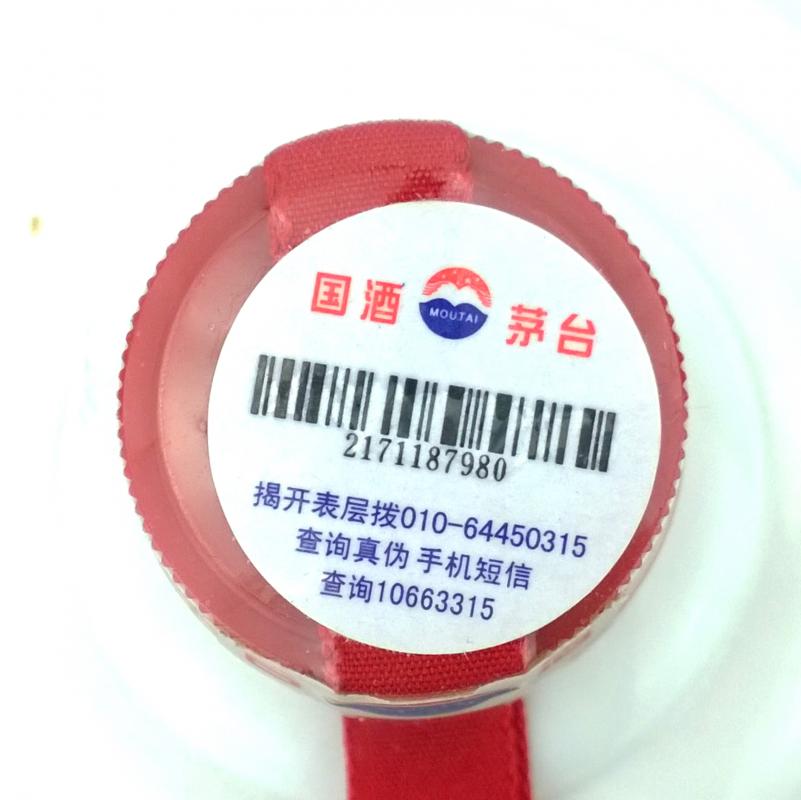 国酒 MOUTAI 茅台
2171187980
揭开表层拨010-64450315
查询真伪 手机短信
查询10663315